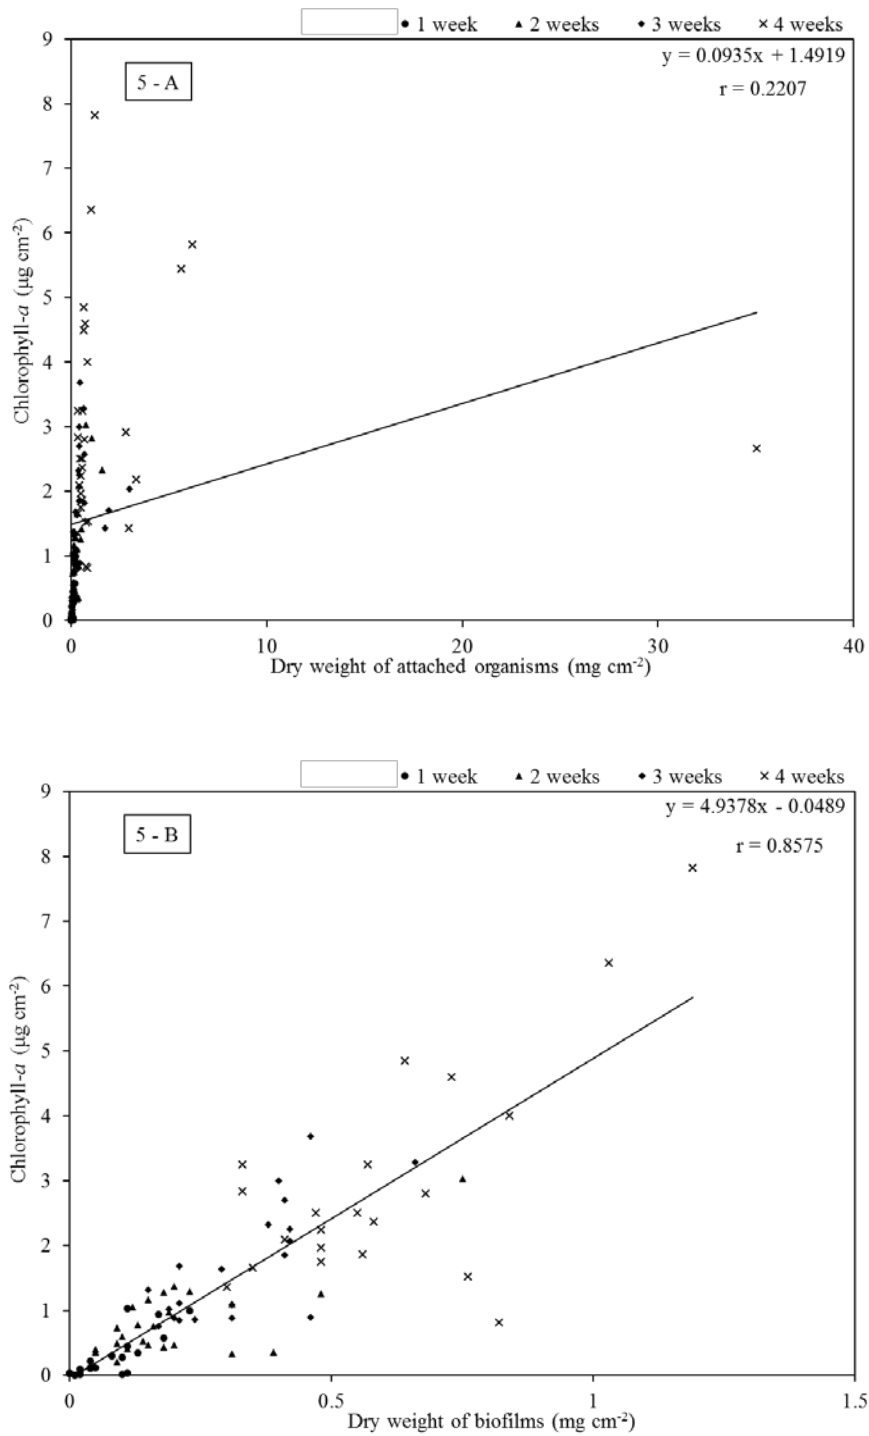 1 week 2 weeks 3 weeks 4 weeks
y = 0.0935x + 1.4919
r = 0.2207
5 - A
9
8
7
6
5
4
3
2
1
0
Chlorophyll-a (µg cm-2)
0 10 20 30 40
Dry weight of attached organisms (mg cm-2)
1 week 2 weeks 3 weeks 4 weeks
y = 4.9378x - 0.0489
r = 0.8575
5 - B
9
8
7
6
5
4
3
2
1
0
Chlorophyll-a (µg cm-2)
0 0.5 1 1.5
Dry weight of biofilms (mg cm-2)